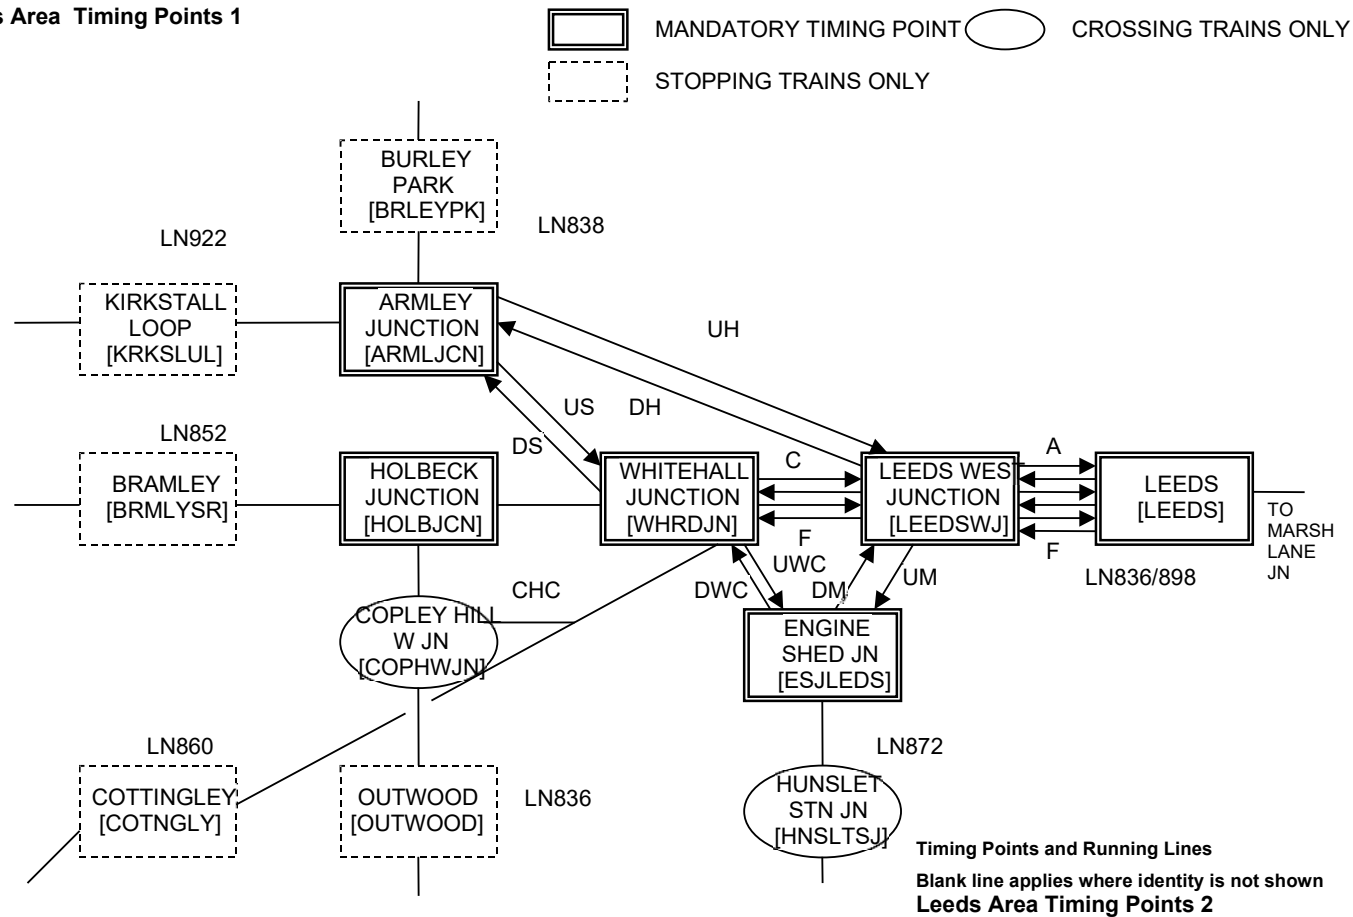 s Area Timing Points 1
MANDATORY TIMING POINT
CROSSING TRAINS ONLY
STOPPING TRAINS ONLY
BURLEY
PARK
[BRLEYPK]
LN838
LN922
KIRKSTALL
LOOP
[KRKSLUL]
ARMLEY
JUNCTION
[ARMLJCN]
UH
US
DH
DS
LN852
BRAMLEY
[BRMLYSR]
HOLBECK
JUNCTION
[HOLBJCN]
WHITEHALL
JUNCTION
[WHRDJN]
C
F
LEEDS WEST
JUNCTION
[LEEDSWJ]
A
F
LEEDS
[LEEDS]
TO
MARSH
LANE
JN
LN836/898
UWC
DWC
DM
UM
CHC
COPLEY HILL
W JN
[COPHWJN]
ENGINE
SHED JN
[ESJLEDS]
LN860
COTTINGLEY
[COTNGLY]
OUTWOOD
[OUTWOOD]
LN836
LN872
HUNSLET
STN JN
[HNSLTSJ]
Timing Points and Running Lines
Blank line applies where identity is not shown
Leeds Area Timing Points 2